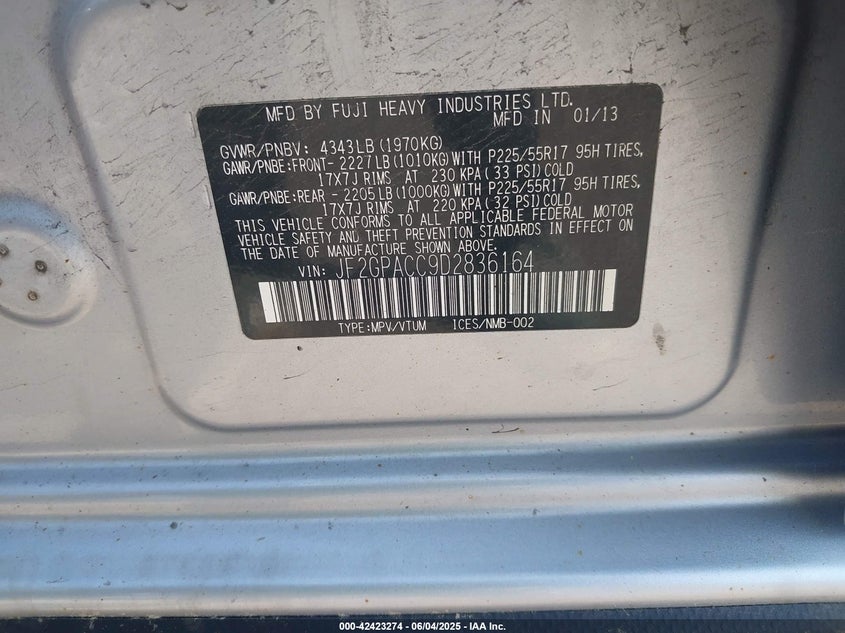 MFD BY FUJI HEAVY INDUSTRIES LTD.
MFD IN 01/13
GVWR/PNBV: 4343LB(1970KG)
GAWR/PNBE:FRONT- 2227LB(1010KG)WITH P225/55R17 95H TIRES,
17X7J RIMS AT 230 KPA(33 PSI)COLD
GAWR/PNBE:REAR - 2205LB(1000KG)WITH P225/55R17 95H TIRES,
17X7J RIMS AT 220 KPA(32 PSI)COLD
THIS VEHICLE CONFORMS TO ALL APPLICABLE FEDERAL MOTOR
VEHICLE SAFETY AND THEFT PREVENTION STANDARDS IN EFFECT ON
THE DATE OF MANUFACTURE SHOWN ABOVE.
VIN: JF2GPACC9D2836164
TYPE:MPV/VTUM ICES/NMB-002
000-42423274 - 06/04/2025 - IAA Inc.